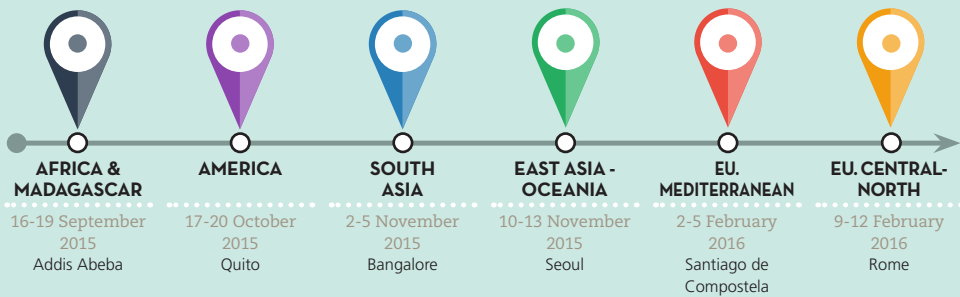 AFRICA &
MADAGASCAR
16-19 September
2015
Addis Abeba
AMERICA
17-20 October
2015
Quito
SOUTH
ASIA
2-5 November
2015
Bangalore
EAST ASIA -
OCEANIA
10-13 November
2015
Seoul
EU.
MEDITERRANEAN
2-5 February
2016
Santiago de
Compostela
EU. CENTRAL-
NORTH
9-12 February
2016
Rome